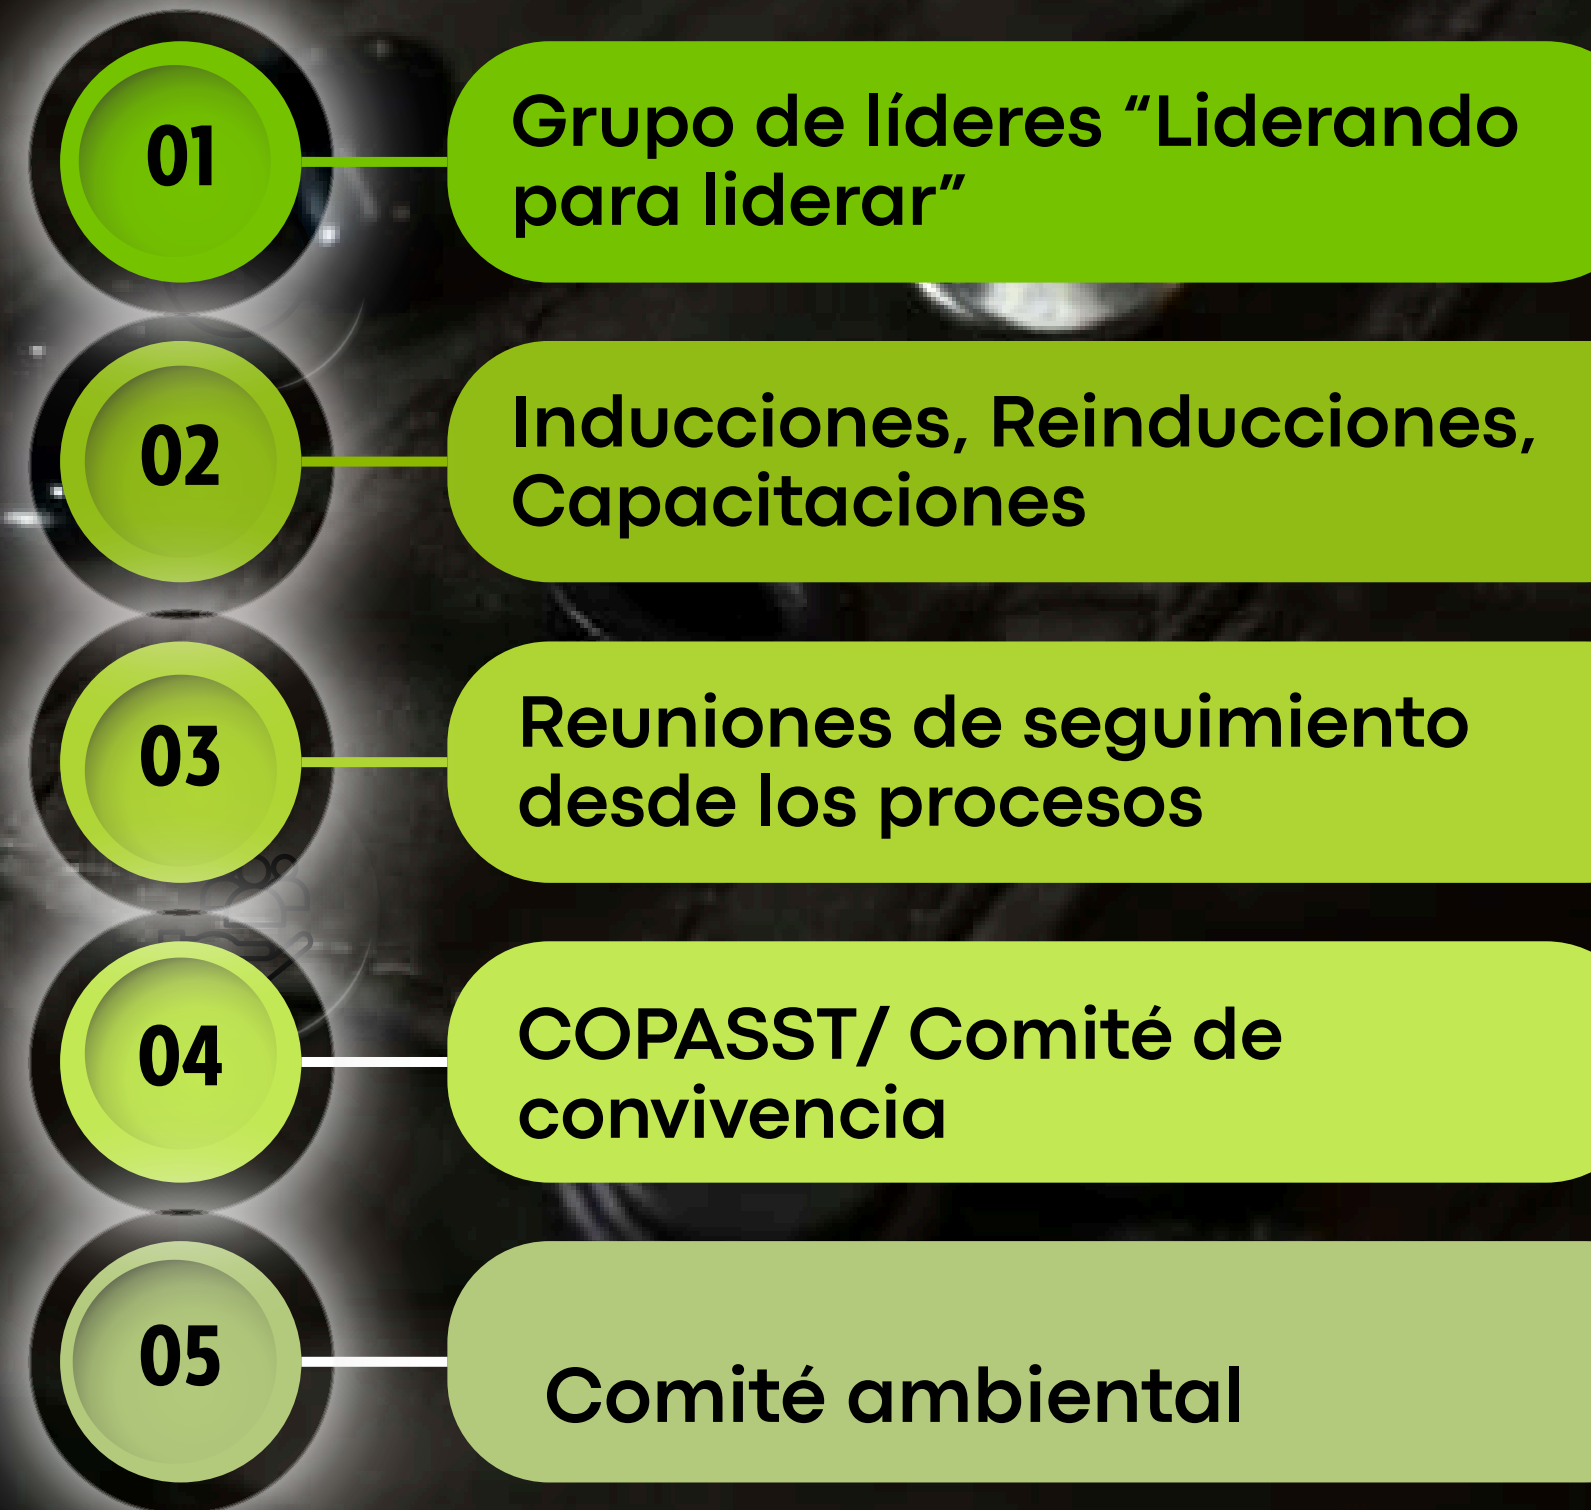 01
Grupo de líderes “Liderando
para liderar”
02
Inducciones, Reinducciones,
Capacitaciones
03
Reuniones de seguimiento
desde los procesos
04
COPASST/ Comité de
convivencia
05
Comité ambiental